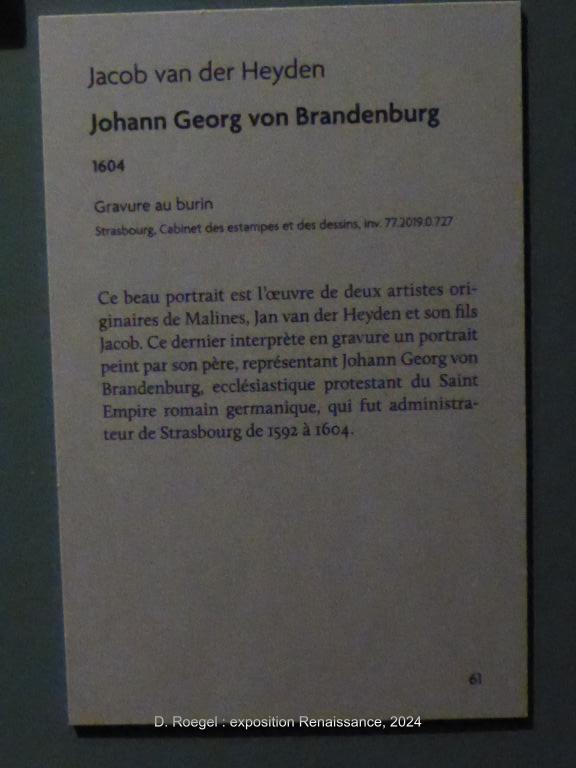 Jacob van der Heyden
Johann Georg von Brandenburg
1604
Gravure au burin
Strasbourg, Cabinet des estampes et des dessins, inv. 77.2019.0.727
Ce beau portrait est l'œuvre de deux artistes ori-
ginaires de Malines, Jan van der Heyden et son fils
Jacob. Ce dernier interprète en gravure un portrait
peint par son père, représentant Johann Georg von
Brandenburg, ecclésiastique protestant du Saint
Empire romain germanique, qui fut administra-
teur de Strasbourg de 1592 à 1604.
61
D. Roegel : exposition Renaissance, 2024